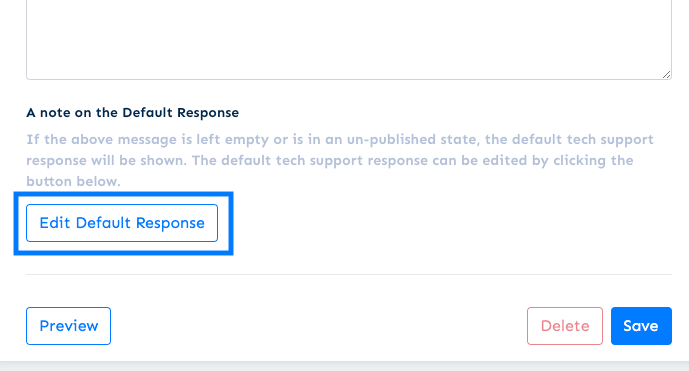 A note on the Default Response
If the above message is left empty or is in an un-published state, the default tech support
response will be shown. The default tech support response can be edited by clicking the
button below.
Edit Default Response
Preview
Delete
Save